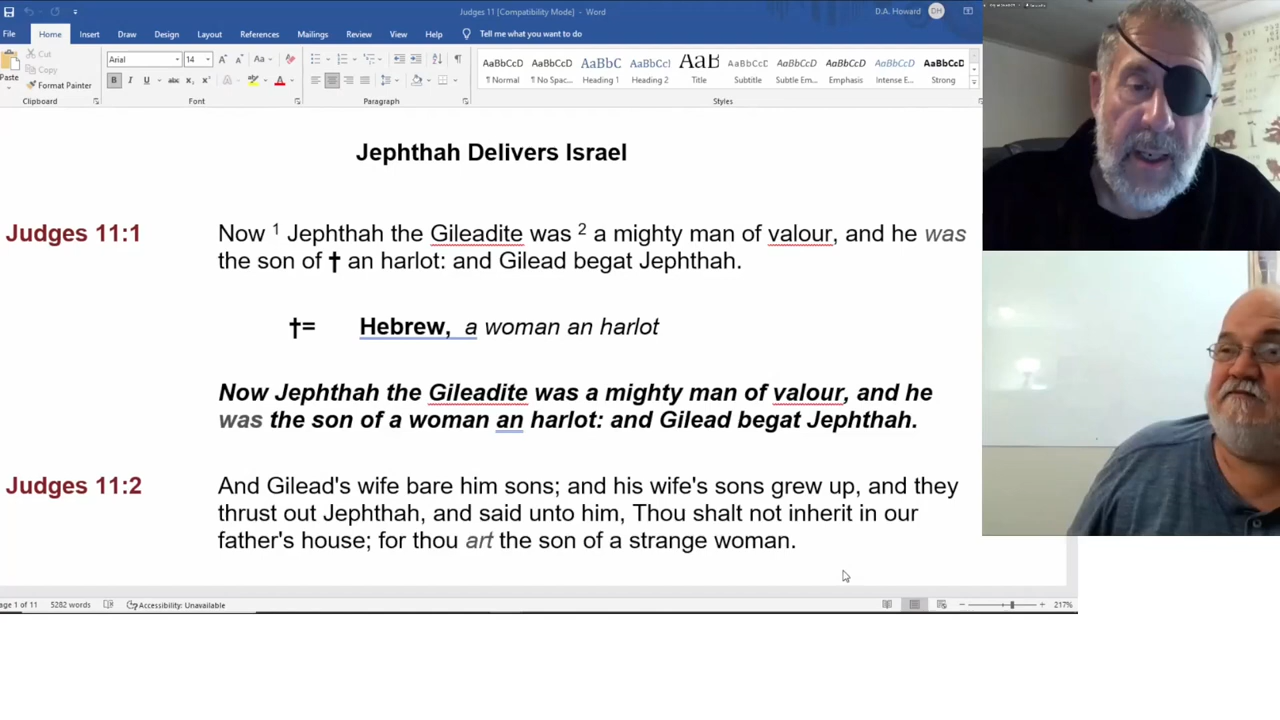 Judges 11 [Compatibility Mode] - Word
D.A. Howard
DH
File Home Insert Draw Design Layout References Mailings Review View Help Tell me what you want to do
Cut
Copy
Paste
Format Painter
Clipboard
Arial 14
Font
Paragraph
AaBbCcD AaBbCcD AaBbC AaBbCcI AaB AaBbCcD AaBbCcD AaBbCcD AaBbCcD AaBbCcD
¶ Normal ¶ No Spac... Heading 1 Heading 2 Title Subtitle Subtle Em... Emphasis Intense E... Strong
Styles
Jephthah Delivers Israel
Judges 11:1 Now ¹ Jephthah the Gileadite was ² a mighty man of valour, and he was
the son of ✝ an harlot: and Gilead begat Jephthah.
✝= Hebrew, a woman an harlot
Now Jephthah the Gileadite was a mighty man of valour, and he
was the son of a woman an harlot: and Gilead begat Jephthah.
Judges 11:2 And Gilead's wife bare him sons; and his wife's sons grew up, and they
thrust out Jephthah, and said unto him, Thou shalt not inherit in our
father's house; for thou art the son of a strange woman.
age 1 of 11 5282 words Accessibility: Unavailable 217%